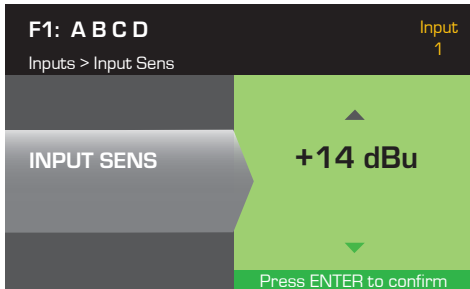 F1: A B C D
Input
1
Inputs > Input Sens
INPUT SENS
+14 dBu
Press ENTER to confirm